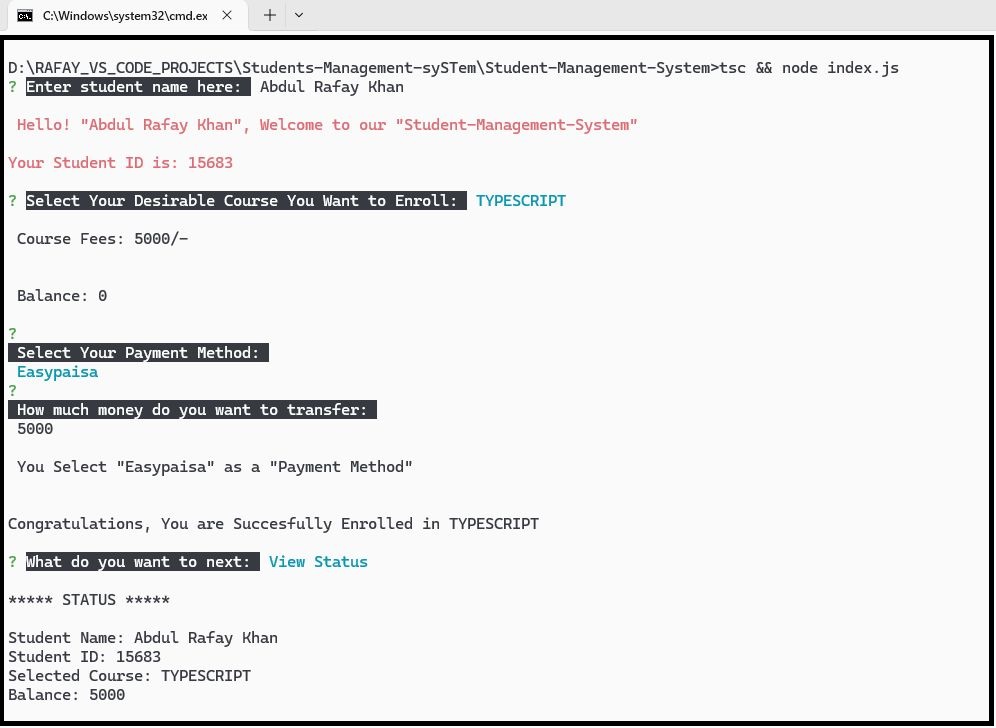 C:\Windows\system32\cmd.ex
D:\RAFAY_VS_CODE_PROJECTS\Students-Management-sySTem\Student-Management-System>tsc && node index.js
? Enter student name here: Abdul Rafay Khan
Hello! "Abdul Rafay Khan", Welcome to our "Student-Management-System"
Your Student ID is: 15683
? Select Your Desirable Course You Want to Enroll: TYPESCRIPT
Course Fees: 5000/-
Balance: 0
?
Select Your Payment Method:
Easypaisa
?
How much money do you want to transfer:
5000
You Select "Easypaisa" as a "Payment Method"
Congratulations, You are Succesfully Enrolled in TYPESCRIPT
? What do you want to next: View Status
***** STATUS *****
Student Name: Abdul Rafay Khan
Student ID: 15683
Selected Course: TYPESCRIPT
Balance: 5000